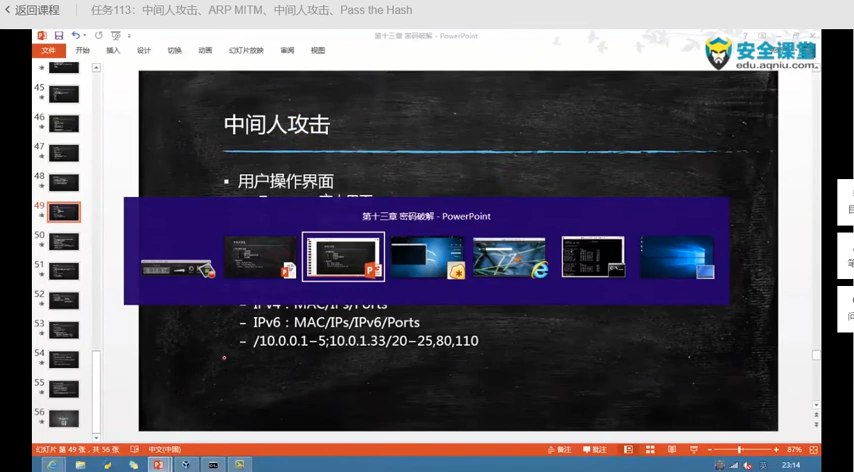 返回课程
任务113：中间人攻击、ARP MITM、中间人攻击、Pass the Hash
第十三章 密码破解 - PowerPoint
文件 开始 插入 设计 切换 动画 幻灯片放映 审阅 视图
安全课堂
edu.aqniu.com
45
46
47
48
49
50
51
52
53
54
55
56
中间人攻击
▪ 用户操作界面
第十三章 密码破解 - PowerPoint
– IPv4：MAC/IPs/Ports
– IPv6：MAC/IPs/IPv6/Ports
– /10.0.0.1−5;10.0.1.33/20−25,80,110
幻灯片 第 49 张，共 56 张 中文(中国) 备注 批注 87%
23:14